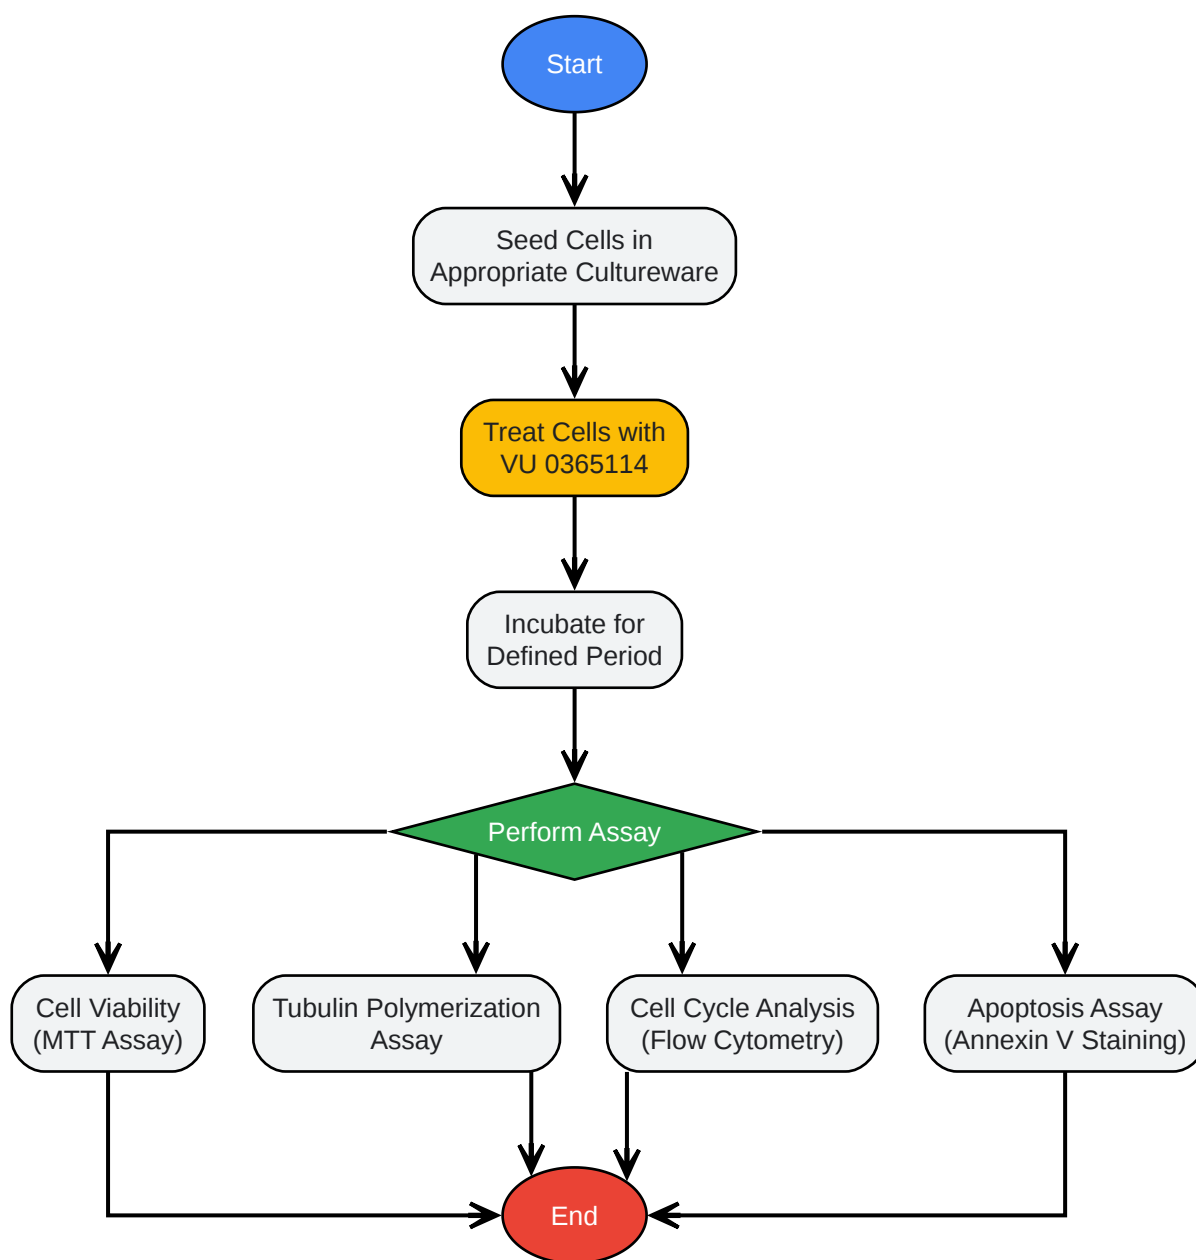 Start
Seed Cells in
Appropriate Cultureware
Treat Cells with
VU 0365114
Incubate for
Defined Period
Perform Assay
Cell Viability
(MTT Assay)
Tubulin Polymerization
Assay
Cell Cycle Analysis
(Flow Cytometry)
Apoptosis Assay
(Annexin V Staining)
End